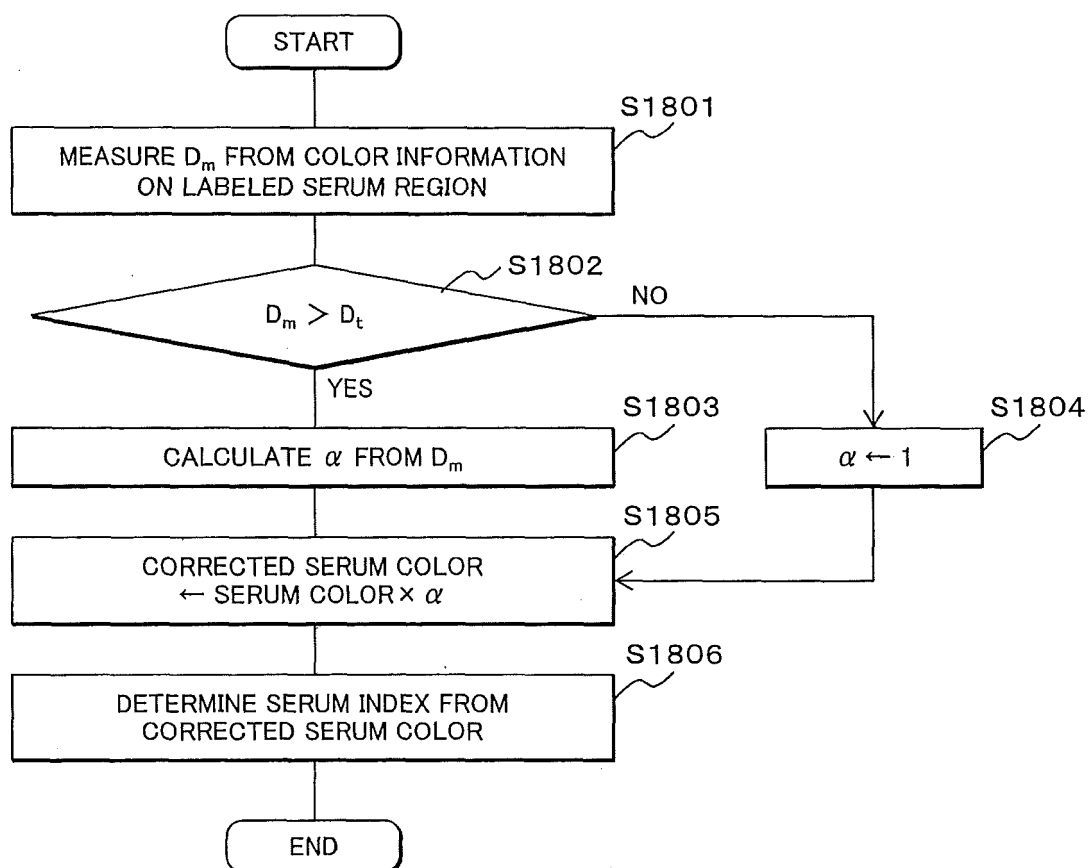 START
S1801
MEASURE Dm FROM COLOR INFORMATION
ON LABELED SERUM REGION
S1802
Dm > Dt
NO
YES
S1803
CALCULATE α FROM Dm
S1804
α ← 1
S1805
CORRECTED SERUM COLOR
← SERUM COLOR × α
S1806
DETERMINE SERUM INDEX FROM
CORRECTED SERUM COLOR
END